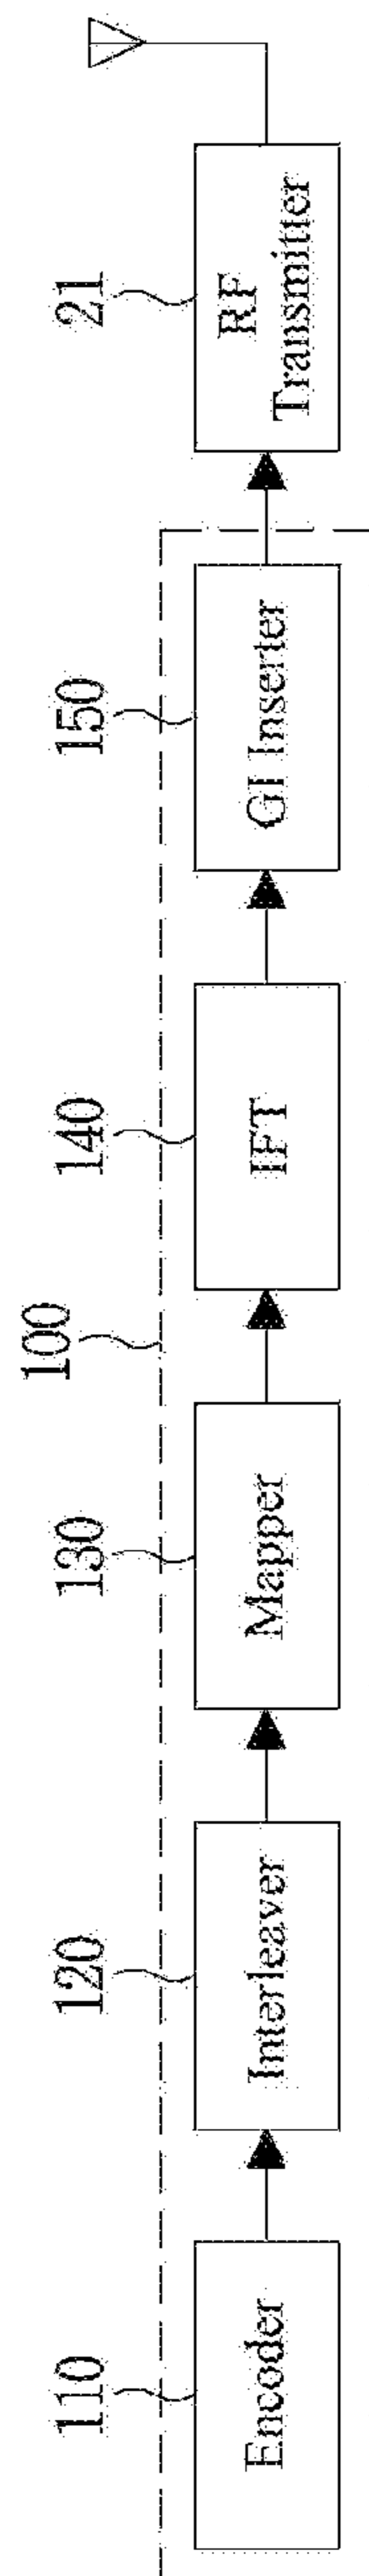 100
110
120
130
140
150
21
Encoder
Interleaver
Mapper
IFT
GI Inserter
RF
Transmitter